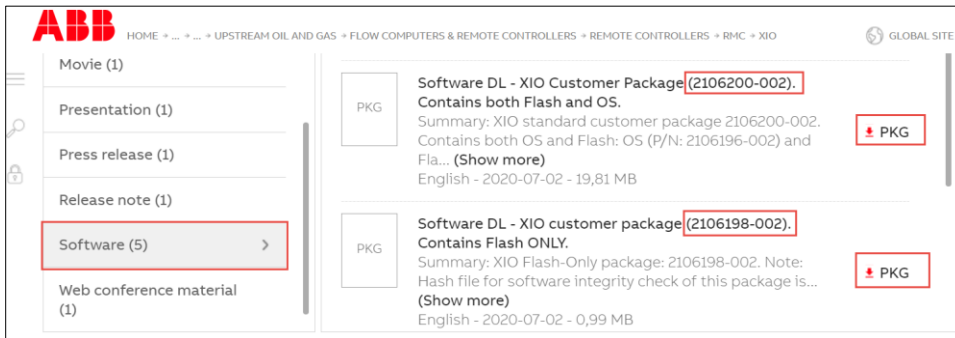 ABB
HOME → ... → ... → UPSTREAM OIL AND GAS → FLOW COMPUTERS & REMOTE CONTROLLERS → REMOTE CONTROLLERS → RMC → XIO
GLOBAL SITE
Movie (1)
Presentation (1)
Press release (1)
Release note (1)
Software (5)
Web conference material
(1)
PKG
Software DL - XIO Customer Package (2106200-002).
Contains both Flash and OS.
Summary: XIO standard customer package 2106200-002.
Contains both OS and Flash: OS (P/N: 2106196-002) and
Fla... (Show more)
English - 2020-07-02 - 19,81 MB
PKG
PKG
Software DL - XIO customer package (2106198-002).
Contains Flash ONLY.
Summary: XIO Flash-Only package: 2106198-002. Note:
Hash file for software integrity check of this package is...
(Show more)
English - 2020-07-02 - 0,99 MB
PKG